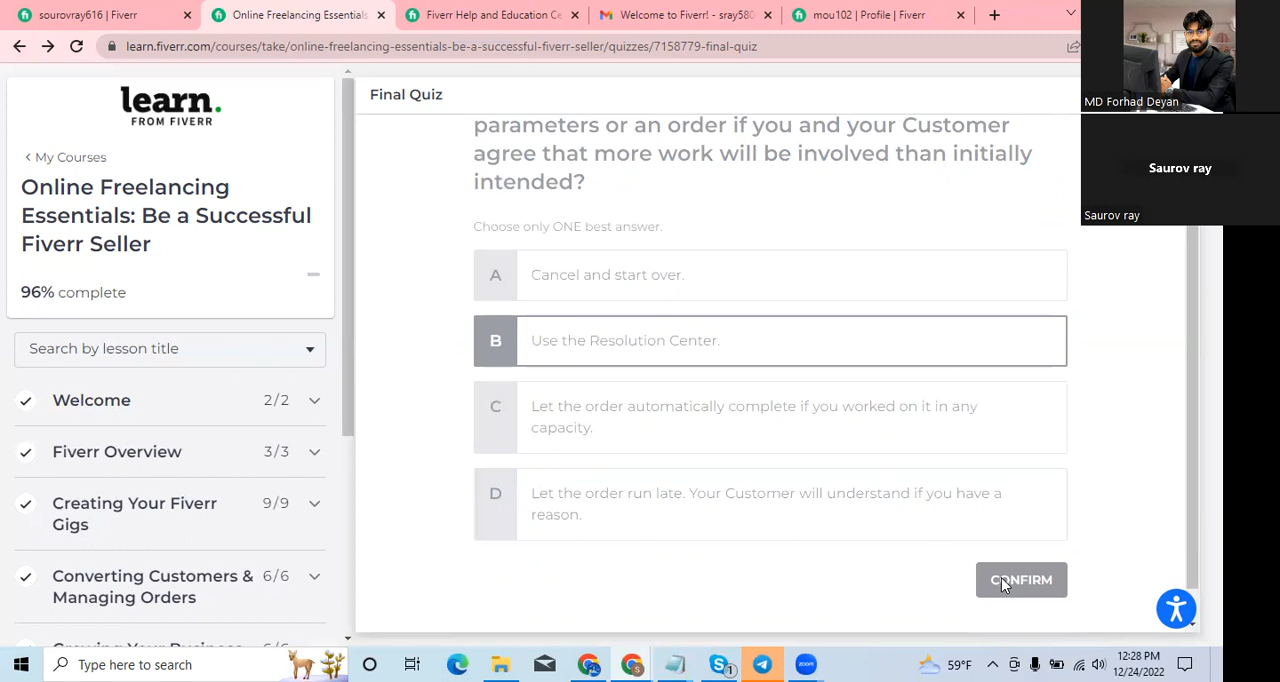 sourovray616 | Fiverr
Online Freelancing Essentials
Fiverr Help and Education Ce
Welcome to Fiverr! - sray580
mou102 | Profile | Fiverr
learn.fiverr.com/courses/take/online-freelancing-essentials-be-a-successful-fiverr-seller/quizzes/7158779-final-quiz
MD Forhad Deyan
Saurov ray
Saurov ray
learn.
FROM FIVERR
< My Courses
Online Freelancing
Essentials: Be a Successful
Fiverr Seller
96% complete
Search by lesson title
Welcome 2/2
Fiverr Overview 3/3
Creating Your Fiverr 9/9
Gigs
Converting Customers & 6/6
Managing Orders
Growing Your Business
Final Quiz
parameters or an order if you and your Customer
agree that more work will be involved than initially
intended?
Choose only ONE best answer.
A Cancel and start over.
B Use the Resolution Center.
C Let the order automatically complete if you worked on it in any
capacity.
D Let the order run late. Your Customer will understand if you have a
reason.
CONFIRM
Type here to search
59°F
12:28 PM
12/24/2022